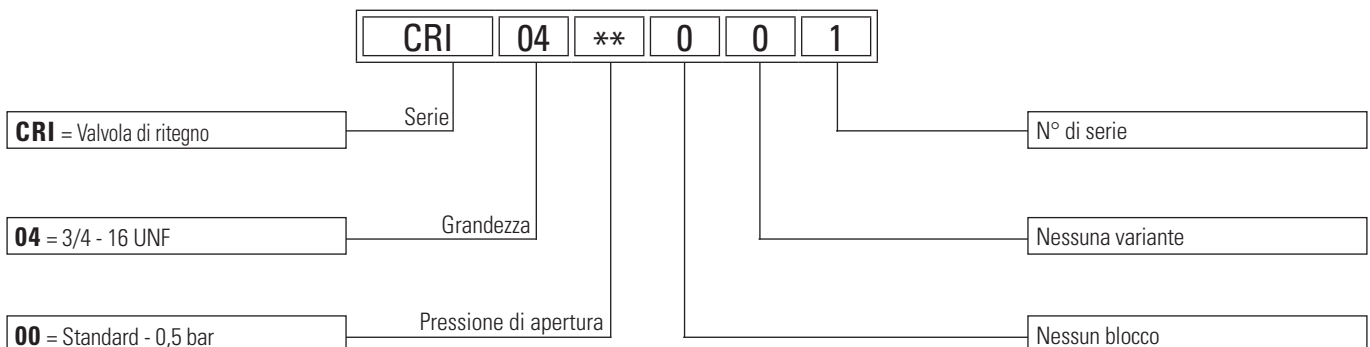 CRI 04 ** 0 0 1
Serie
CRI = Valvola di ritegno
N° di serie
Grandezza
04 = 3/4 - 16 UNF
Nessuna variante
Pressione di apertura
00 = Standard - 0,5 bar
Nessun blocco